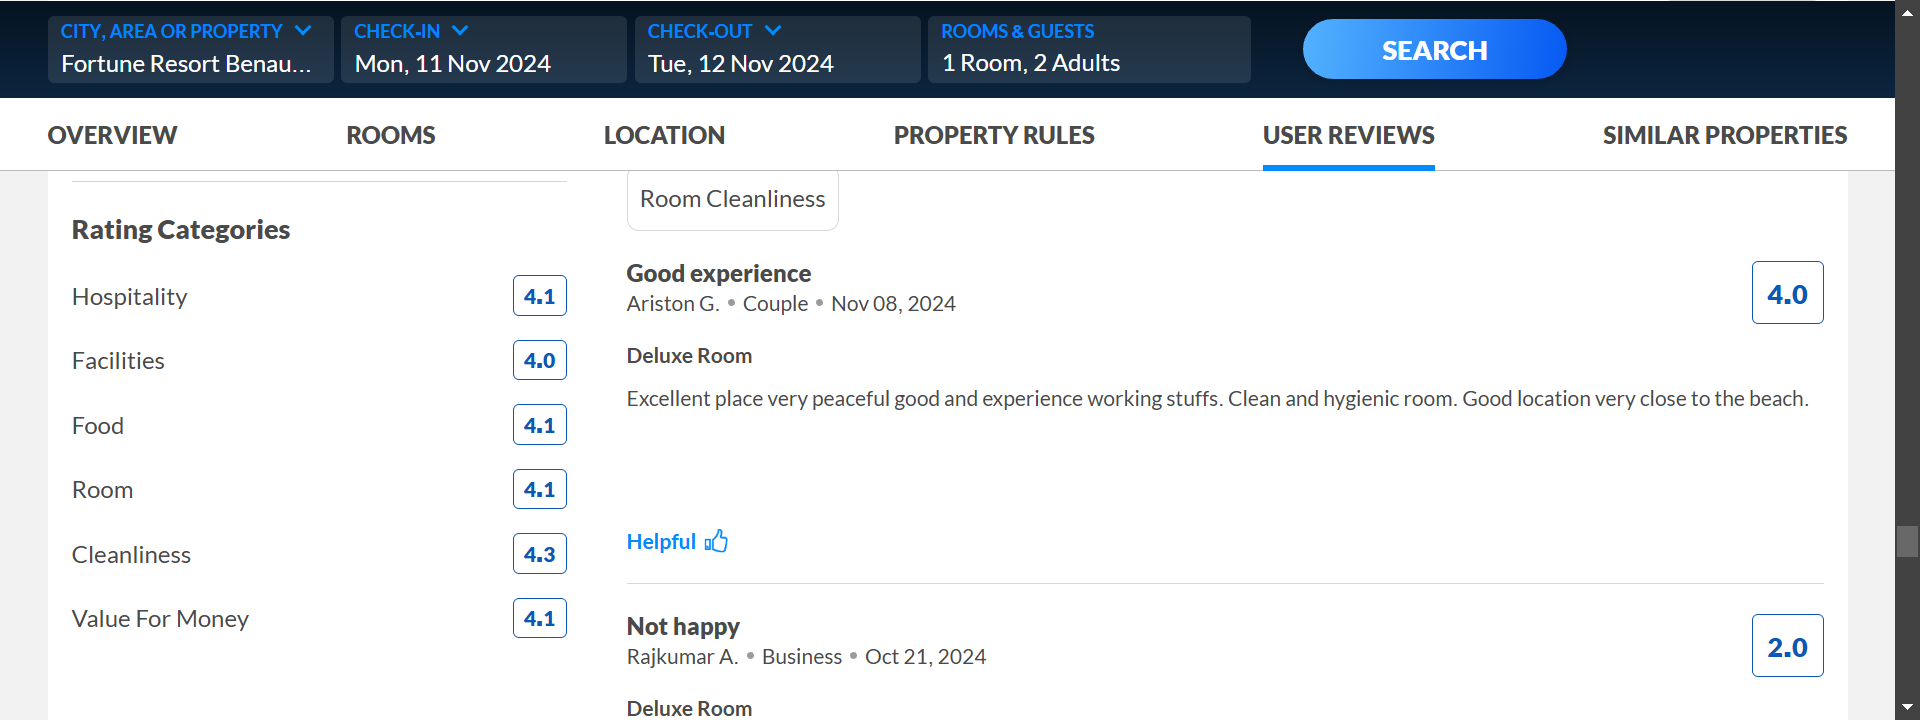 CITY, AREA OR PROPERTY
Fortune Resort Benau...
CHECK-IN
Mon, 11 Nov 2024
CHECK-OUT
Tue, 12 Nov 2024
ROOMS & GUESTS
1 Room, 2 Adults
SEARCH
OVERVIEW
ROOMS
LOCATION
PROPERTY RULES
USER REVIEWS
SIMILAR PROPERTIES
Rating Categories
Hospitality 4.1
Facilities 4.0
Food 4.1
Room 4.1
Cleanliness 4.3
Value For Money 4.1
Room Cleanliness
Good experience
Ariston G. • Couple • Nov 08, 2024
4.0
Deluxe Room
Excellent place very peaceful good and experience working stuffs. Clean and hygienic room. Good location very close to the beach.
Helpful
Not happy
Rajkumar A. • Business • Oct 21, 2024
2.0
Deluxe Room